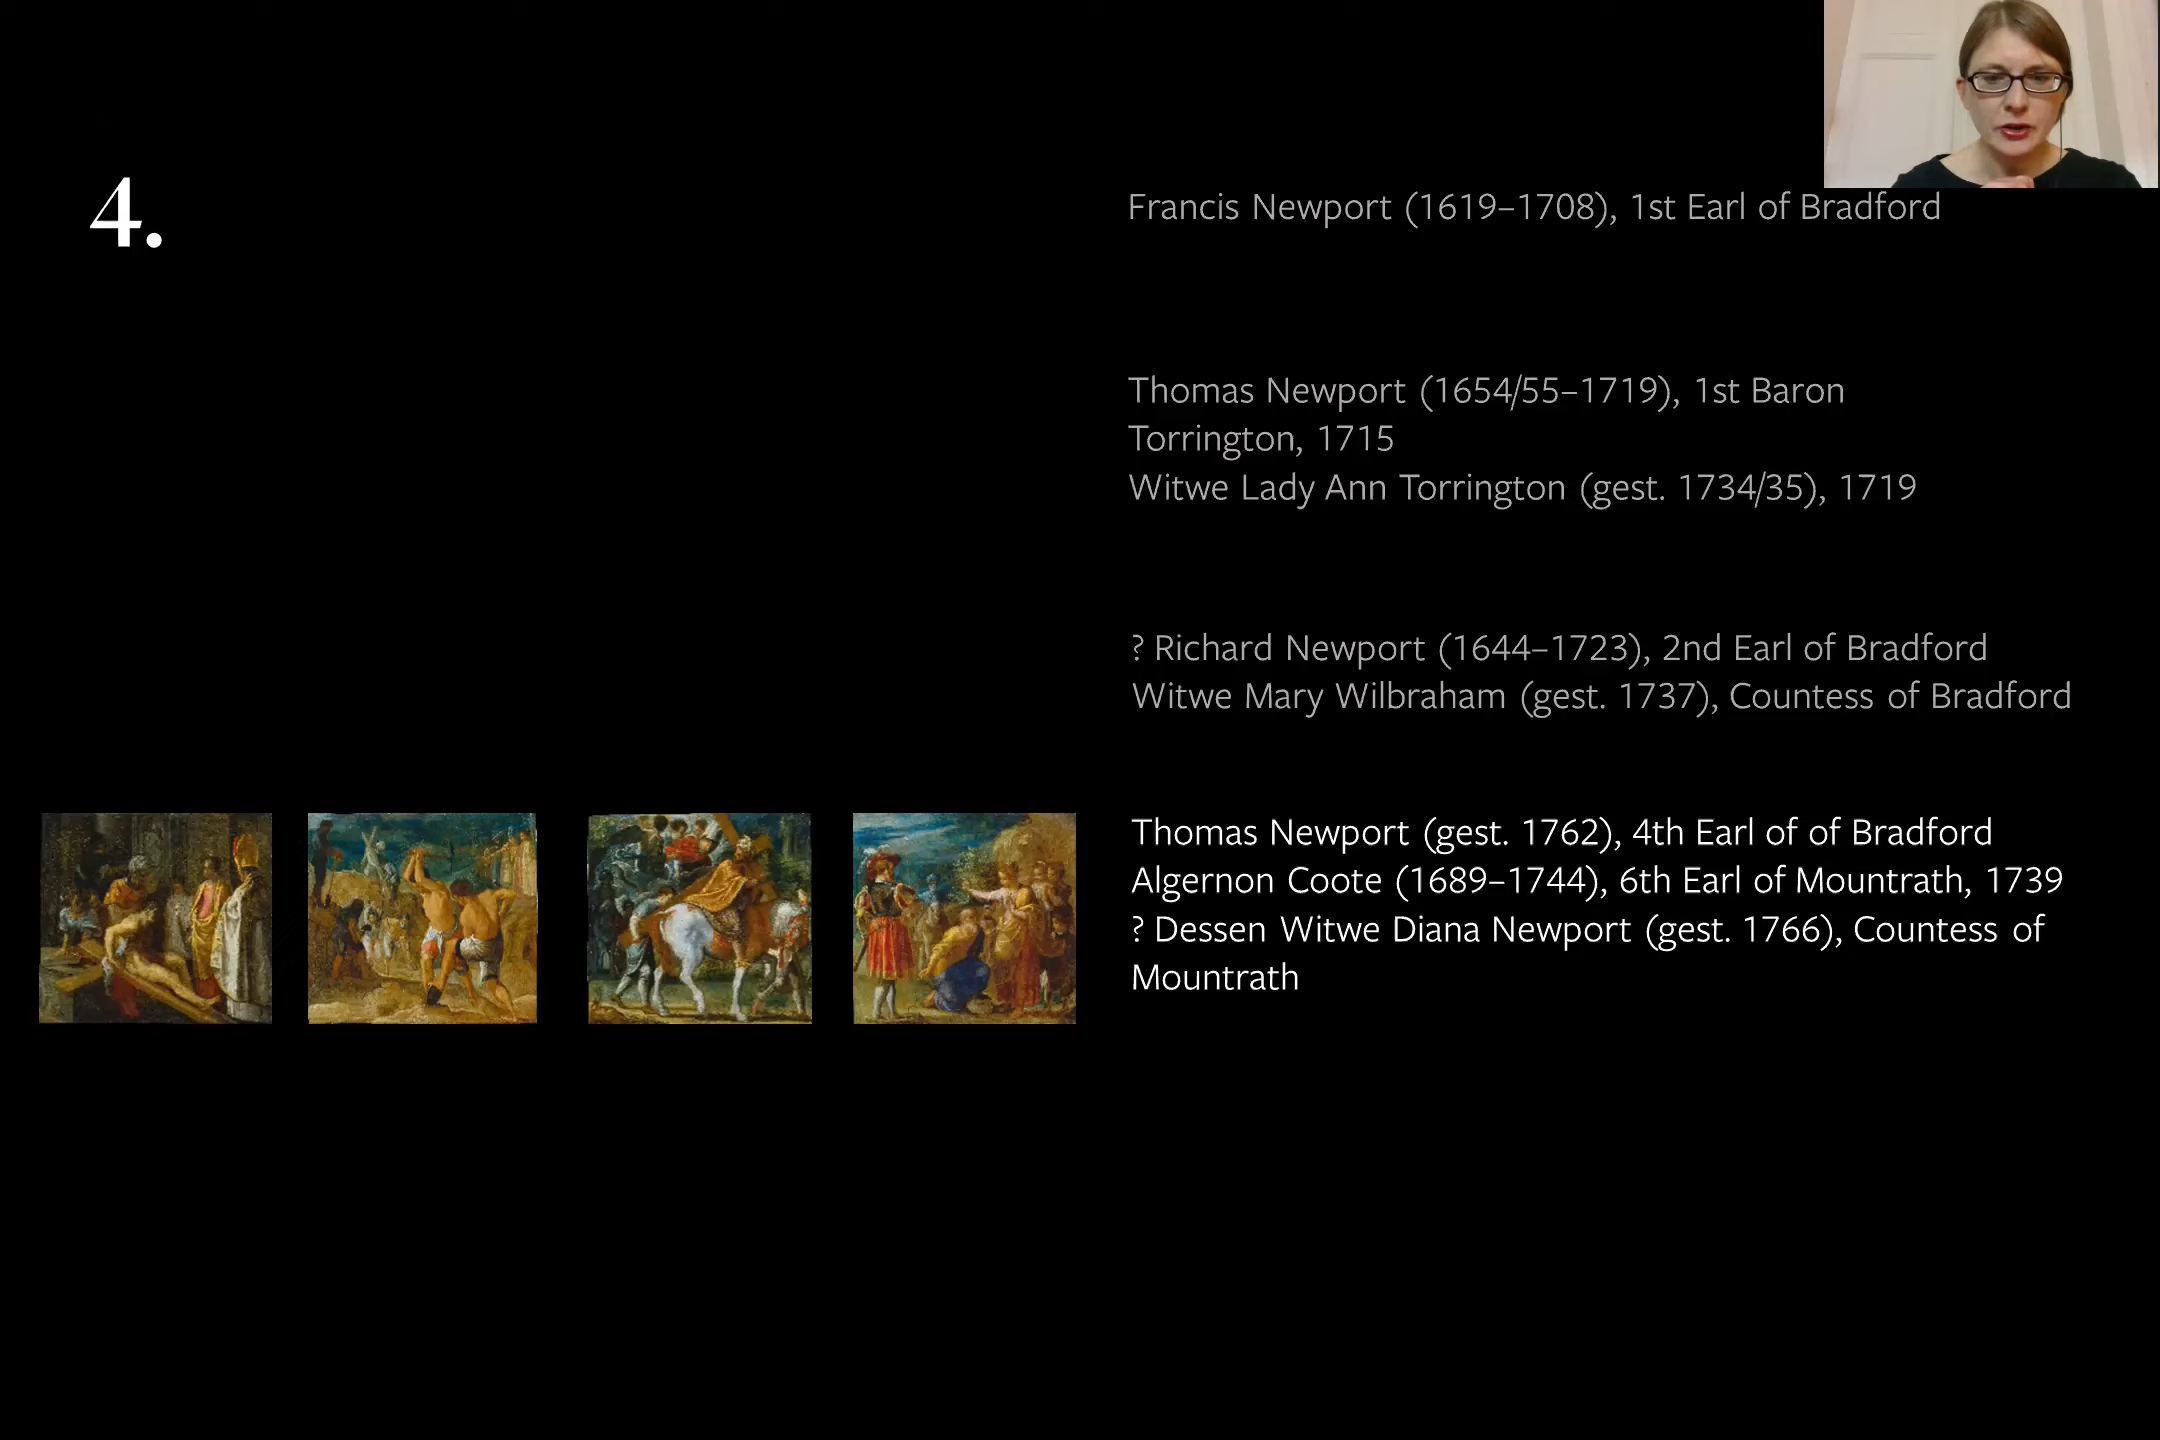 4.
Francis Newport (1619–1708), 1st Earl of Bradford
Thomas Newport (1654/55–1719), 1st Baron
Torrington, 1715
Witwe Lady Ann Torrington (gest. 1734/35), 1719
? Richard Newport (1644–1723), 2nd Earl of Bradford
Witwe Mary Wilbraham (gest. 1737), Countess of Bradford
Thomas Newport (gest. 1762), 4th Earl of of Bradford
Algernon Coote (1689–1744), 6th Earl of Mountrath, 1739
? Dessen Witwe Diana Newport (gest. 1766), Countess of
Mountrath